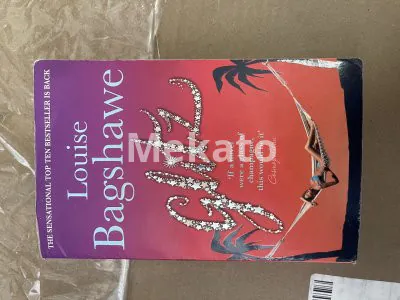 THE SENSATIONAL TOP TEN BESTSELLER IS BACK
Louise
Bagshawe
Glitz
Mekato